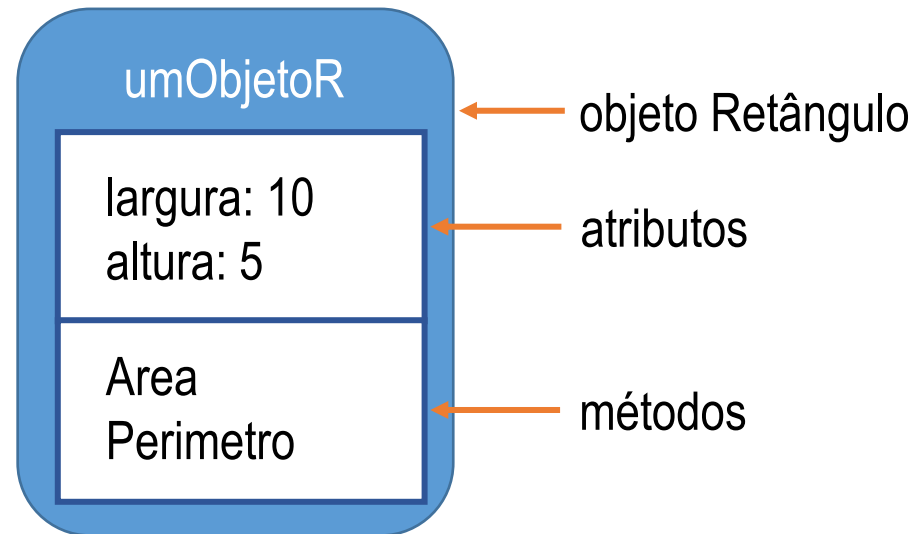 umObjetoR
objeto Retângulo
largura: 10
altura: 5
atributos
Area
Perimetro
métodos